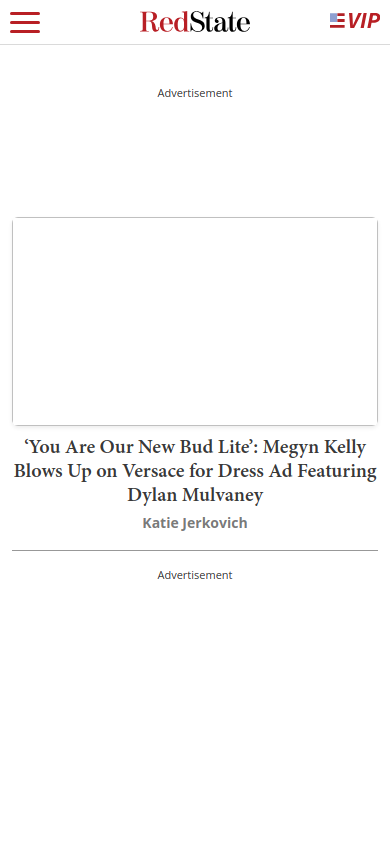 RedState
VIP
Advertisement
‘You Are Our New Bud Lite’: Megyn Kelly
Blows Up on Versace for Dress Ad Featuring
Dylan Mulvaney
Katie Jerkovich
Advertisement